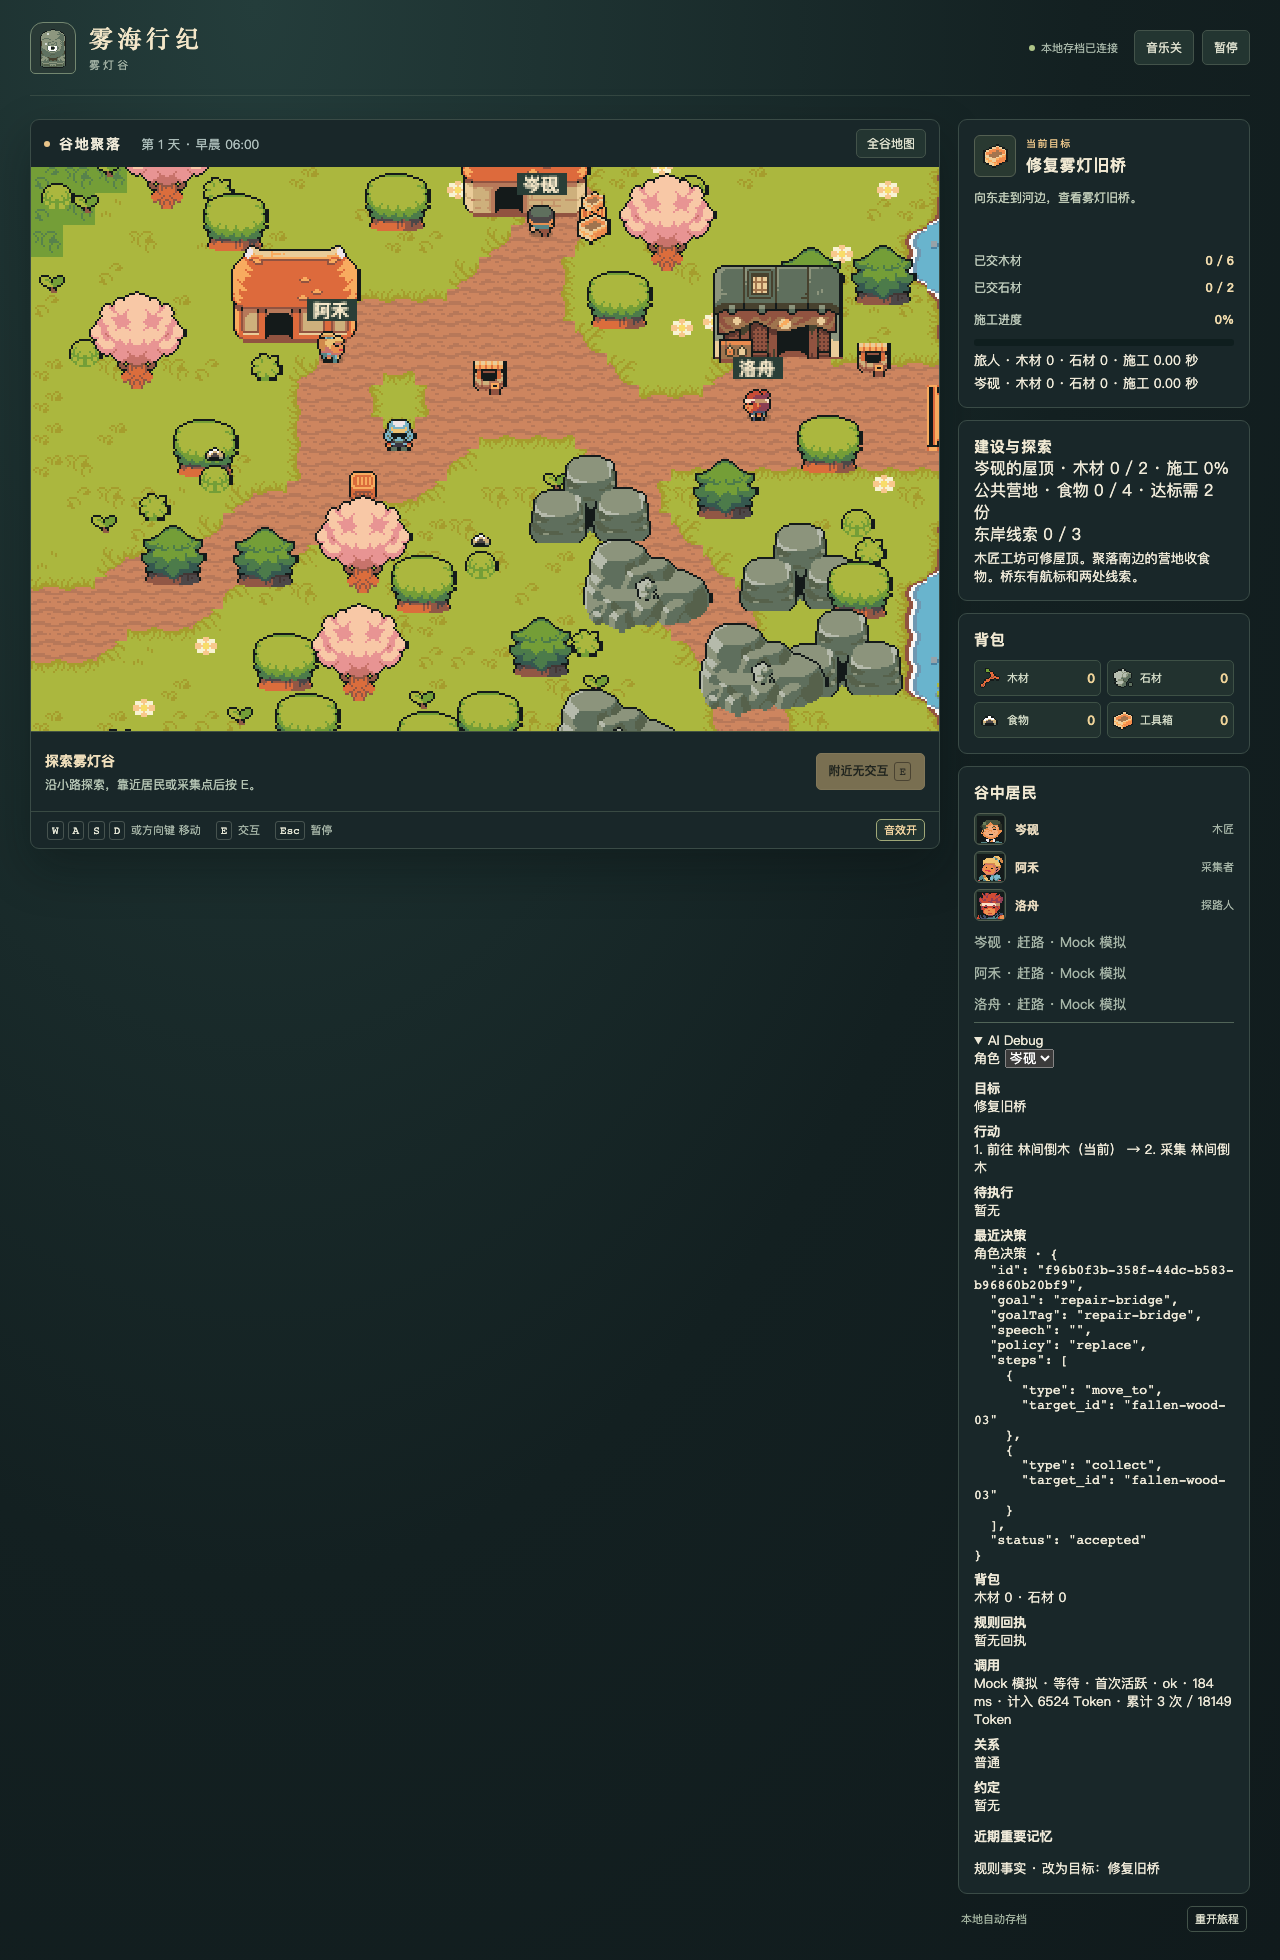 雾海行纪
雾灯谷
本地存档已连接
音乐关
暂停
谷地聚落
第 1 天 · 早晨 06:00
全谷地图
岑砚
阿禾
洛舟
探索雾灯谷
沿小路探索，靠近居民或采集点后按 E。
附近无交互 E
W A S D 或方向键 移动 E 交互 Esc 暂停
音效开
当前目标
修复雾灯旧桥
向东走到河边，查看雾灯旧桥。
已交木材 0 / 6
已交石材 0 / 2
施工进度 0%
旅人 · 木材 0 · 石材 0 · 施工 0.00 秒
岑砚 · 木材 0 · 石材 0 · 施工 0.00 秒
建设与探索
岑砚的屋顶 · 木材 0 / 2 · 施工 0%
公共营地 · 食物 0 / 4 · 达标需 2
份
东岸线索 0 / 3
木匠工坊可修屋顶。聚落南边的营地收食
物。桥东有航标和两处线索。
背包
木材 0 石材 0
食物 0 工具箱 0
谷中居民
岑砚 木匠
阿禾 采集者
洛舟 探路人
岑砚 · 赶路 · Mock 模拟
阿禾 · 赶路 · Mock 模拟
洛舟 · 赶路 · Mock 模拟
▼ AI Debug
角色 岑砚
目标
修复旧桥
行动
1. 前往 林间倒木（当前） → 2. 采集 林间倒
木
待执行
暂无
最近决策
角色决策 · {
"id": "f96b0f3b-358f-44dc-b583-
b96860b20bf9",
"goal": "repair-bridge",
"goalTag": "repair-bridge",
"speech": "",
"policy": "replace",
"steps": [
{
"type": "move_to",
"target_id": "fallen-wood-
03"
},
{
"type": "collect",
"target_id": "fallen-wood-
03"
}
],
"status": "accepted"
}
背包
木材 0 · 石材 0
规则回执
暂无回执
调用
Mock 模拟 · 等待 · 首次活跃 · ok · 184
ms · 计入 6524 Token · 累计 3 次 / 18149
Token
关系
普通
约定
暂无
近期重要记忆
规则事实 · 改为目标：修复旧桥
本地自动存档
重开旅程